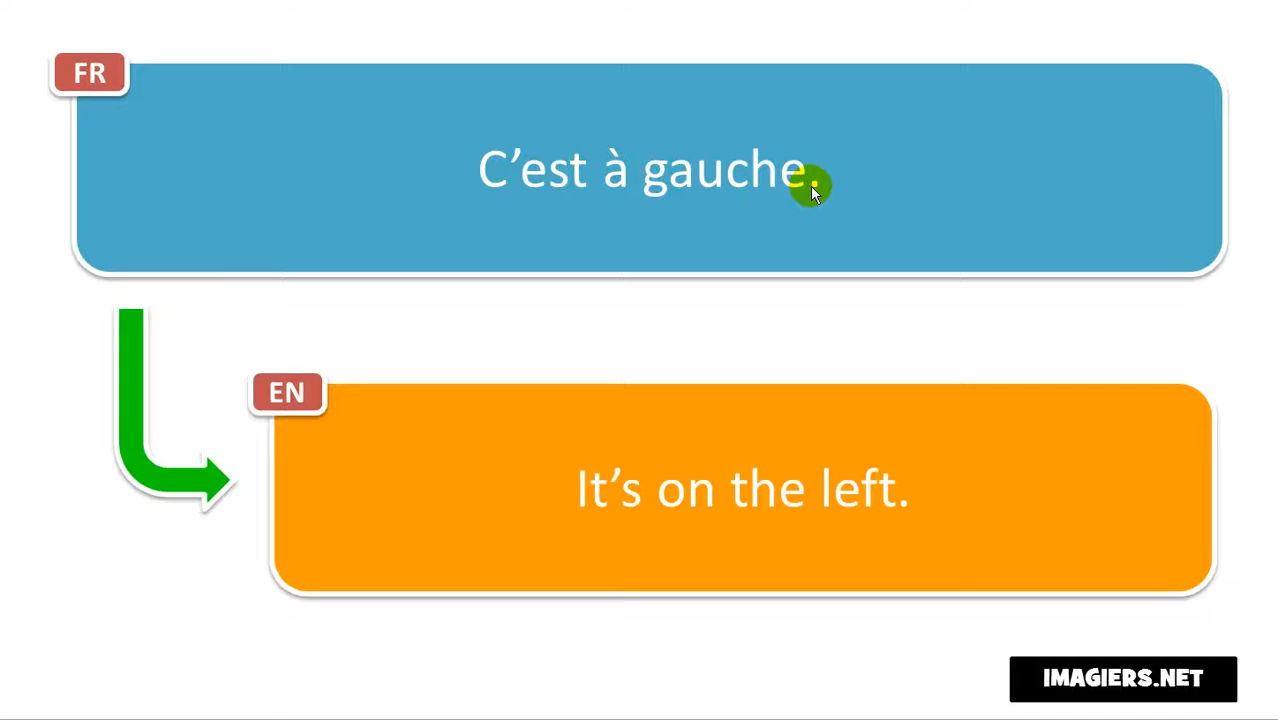 FR
C’est à gauche.
EN
It’s on the left.
IMAGIERS.NET